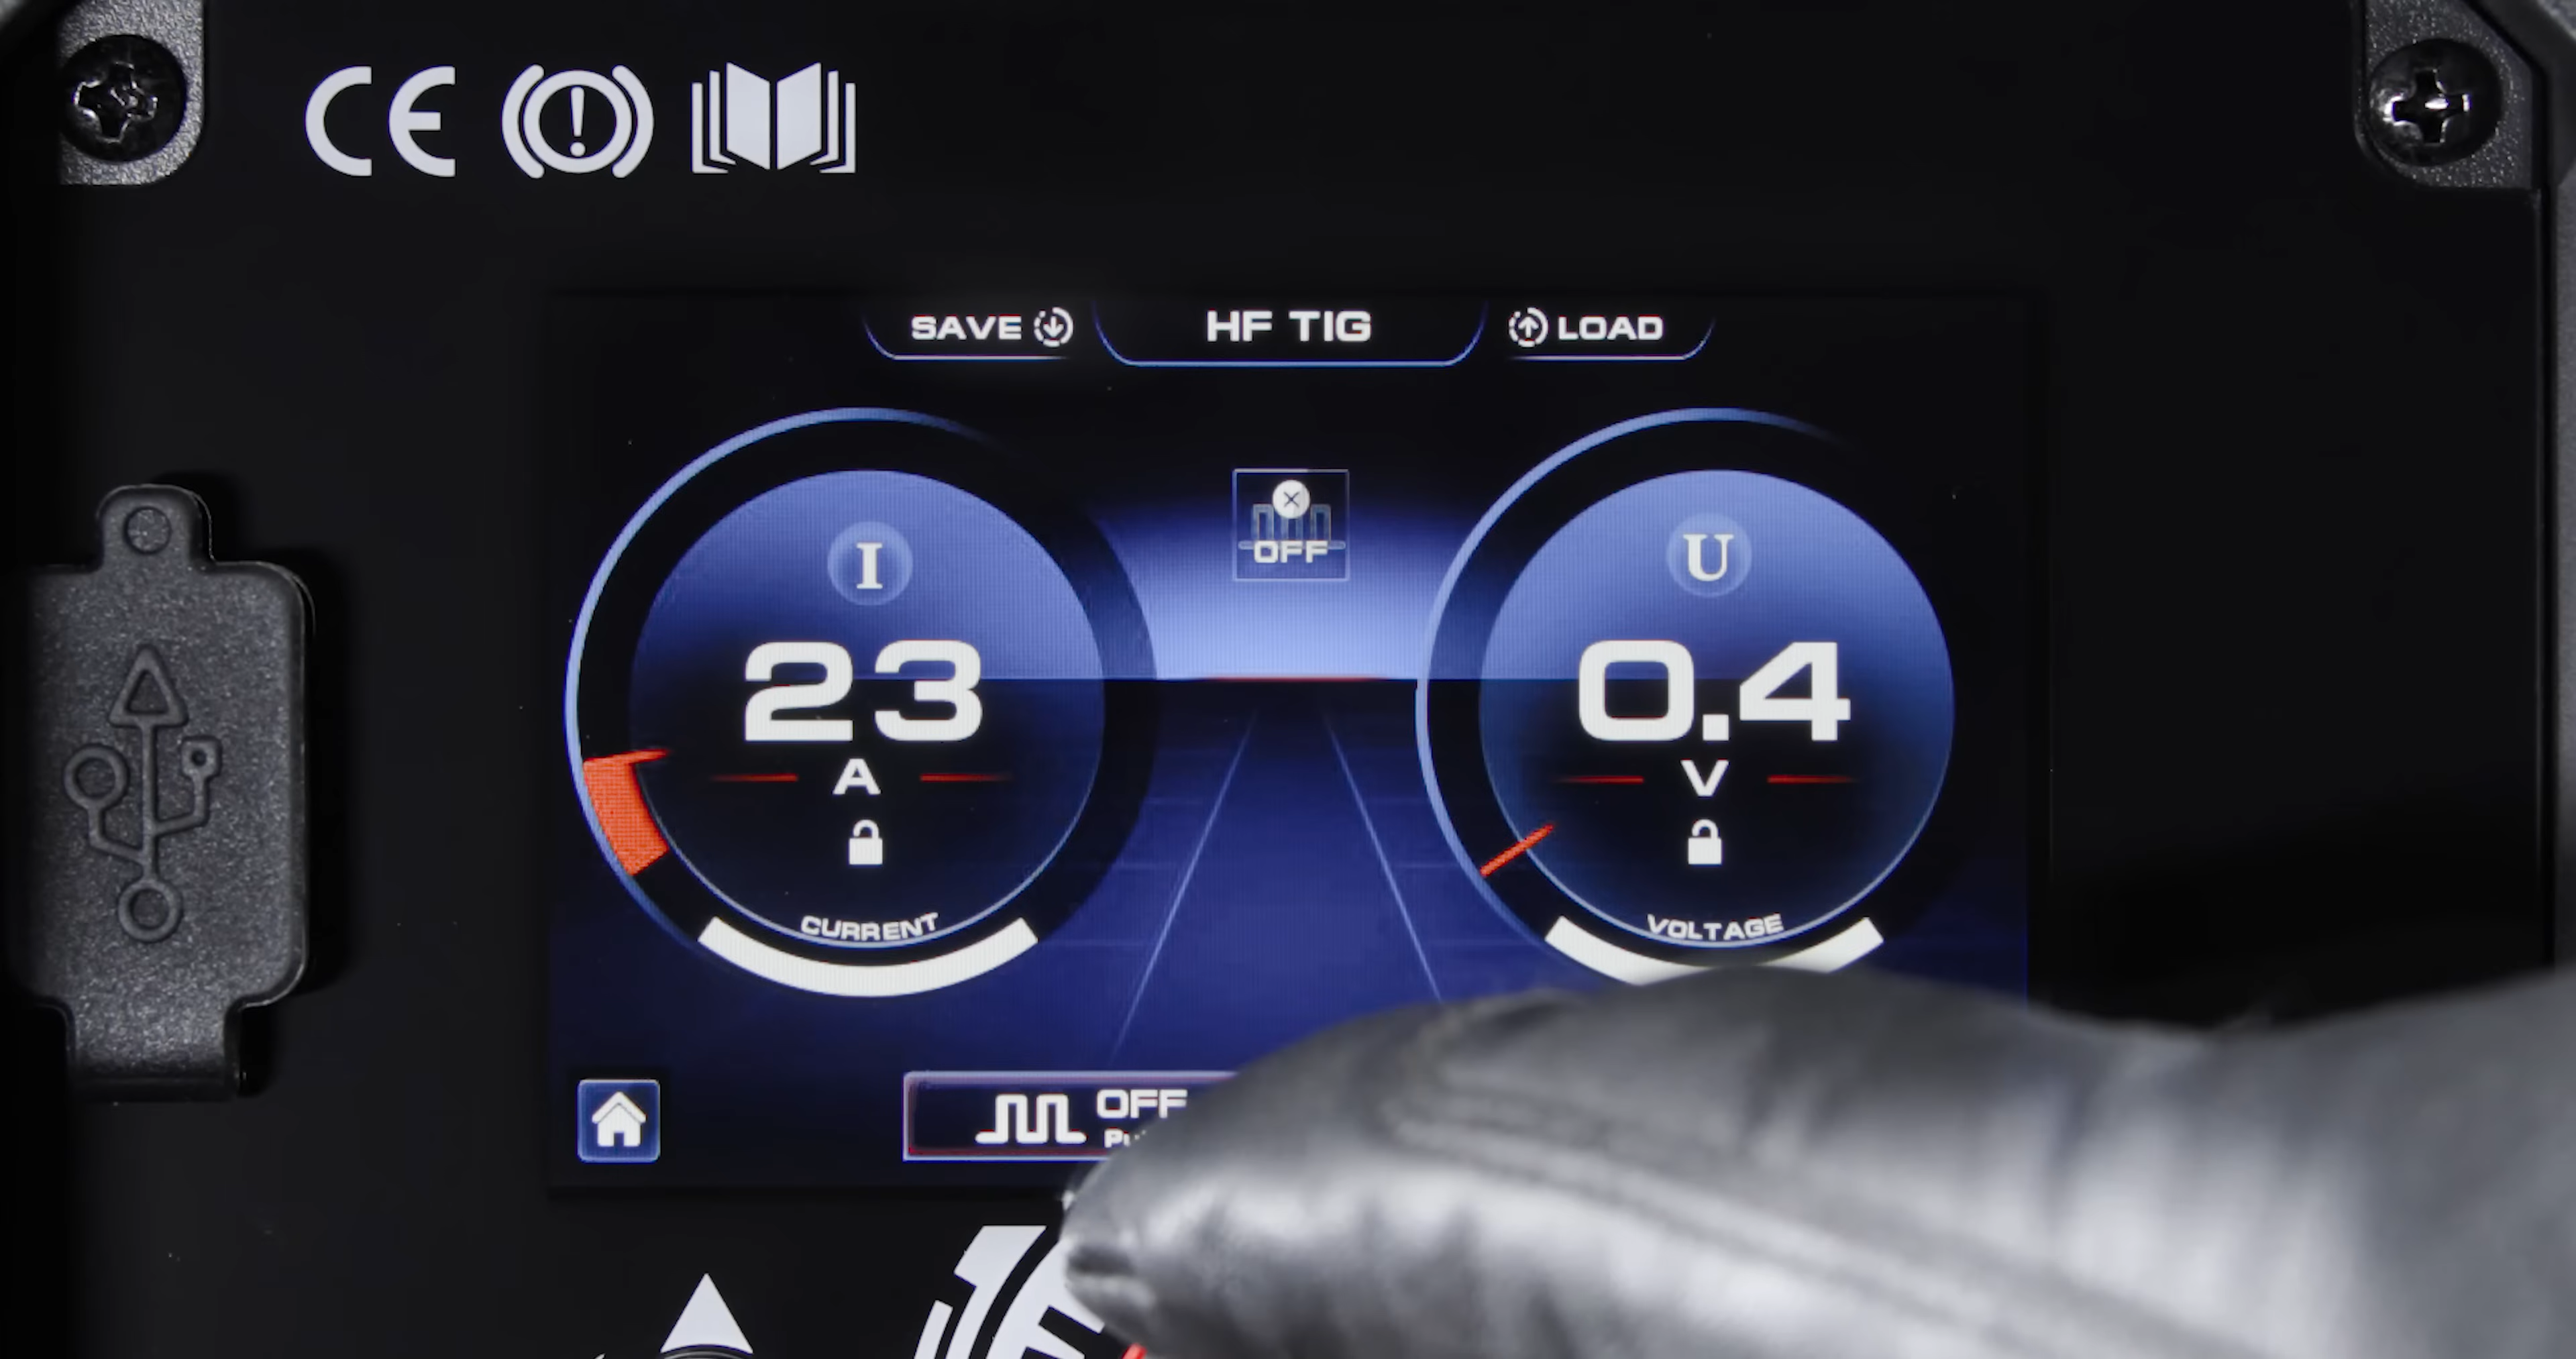 CE
SAVE HF TIG LOAD
OFF
I
U
23
0.4
A
V
CURRENT
VOLTAGE
OFF